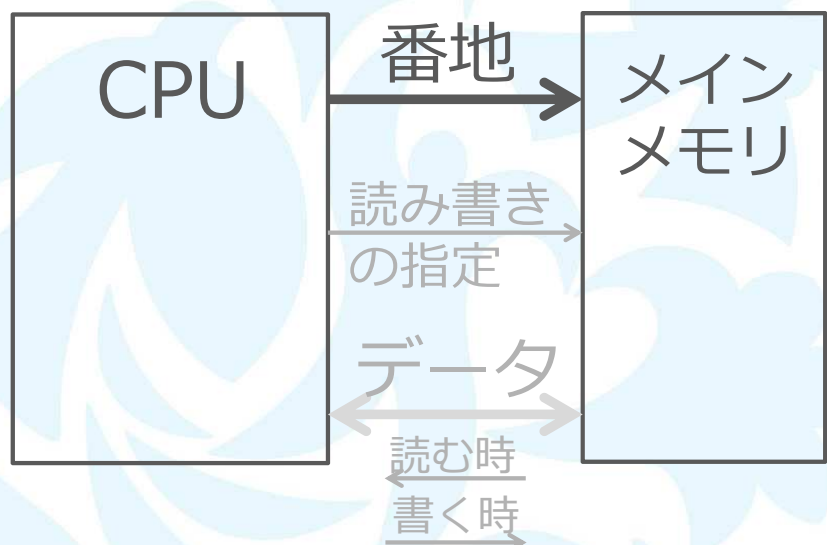 CPU
番地
メイン
メモリ
読み書き
の指定
データ
読む時
書く時